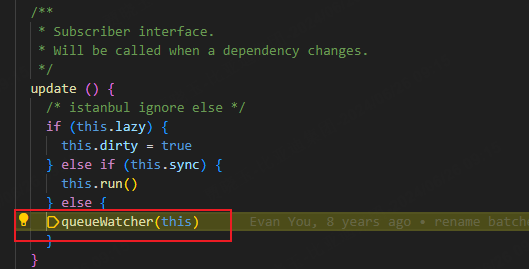 /**
 * Subscriber interface.
 * Will be called when a dependency changes.
 */
update () {
  /* istanbul ignore else */
  if (this.lazy) {
    this.dirty = true
  } else if (this.sync) {
    this.run()
  } else {
    queueWatcher(this)     Evan You, 8 years ago • rename batche
  }
}